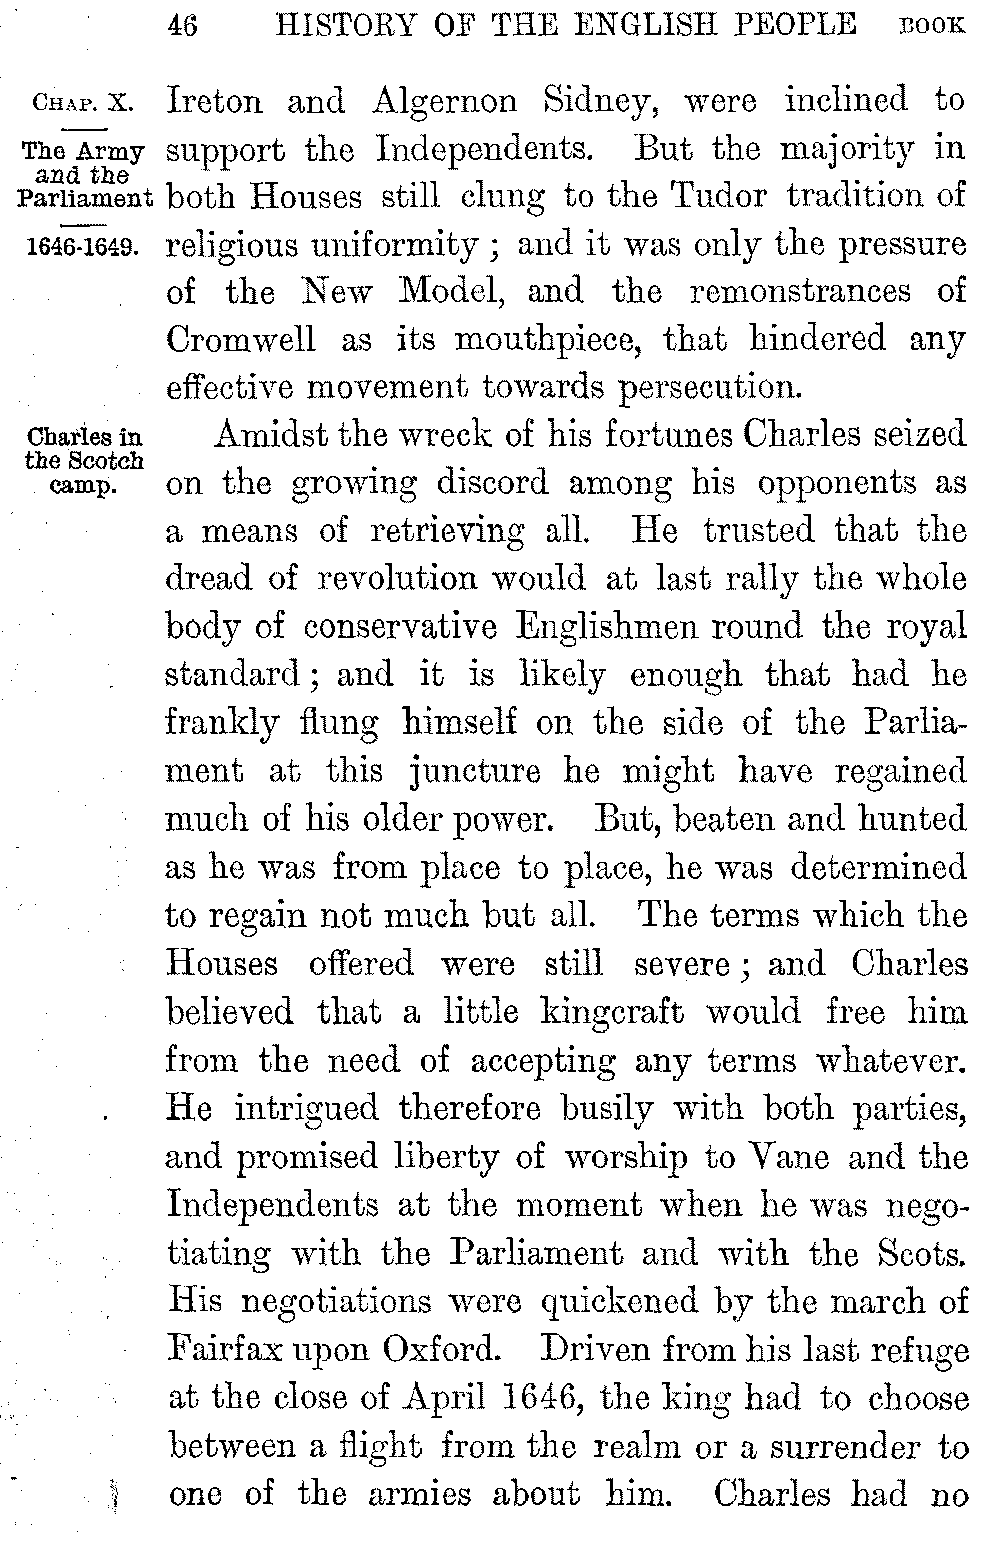 46 HISTORY OF THE ENGLISH PEOPLE BOOK
CHAP. X.
The Army
and the
Parliament
1646-1649.
Ireton and Algernon Sidney, were inclined to
support the Independents. But the majority in
both Houses still clung to the Tudor tradition of
religious uniformity ; and it was only the pressure
of the New Model, and the remonstrances of
Cromwell as its mouthpiece, that hindered any
effective movement towards persecution.
Charles in
the Scotch
camp.
Amidst the wreck of his fortunes Charles seized
on the growing discord among his opponents as
a means of retrieving all. He trusted that the
dread of revolution would at last rally the whole
body of conservative Englishmen round the royal
standard ; and it is likely enough that had he
frankly flung himself on the side of the Parlia-
ment at this juncture he might have regained
much of his older power. But, beaten and hunted
as he was from place to place, he was determined
to regain not much but all. The terms which the
Houses offered were still severe ; and Charles
believed that a little kingcraft would free him
from the need of accepting any terms whatever.
He intrigued therefore busily with both parties,
and promised liberty of worship to Vane and the
Independents at the moment when he was nego-
tiating with the Parliament and with the Scots.
His negotiations were quickened by the march of
Fairfax upon Oxford. Driven from his last refuge
at the close of April 1646, the king had to choose
between a flight from the realm or a surrender to
one of the armies about him. Charles had no